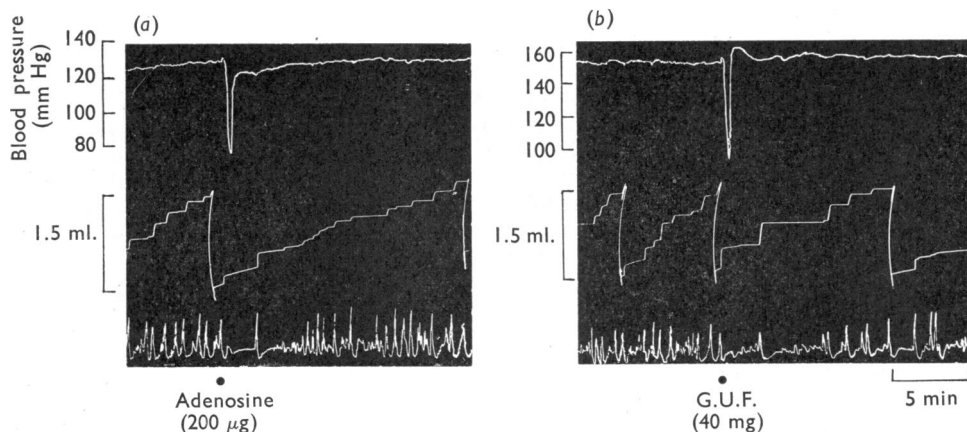 (a)
Blood pressure
(mm Hg)
140
120
100
80
1.5 ml.
Adenosine
(200 μg)
(b)
160
140
120
100
1.5 ml.
G.U.F.
(40 mg)
5 min